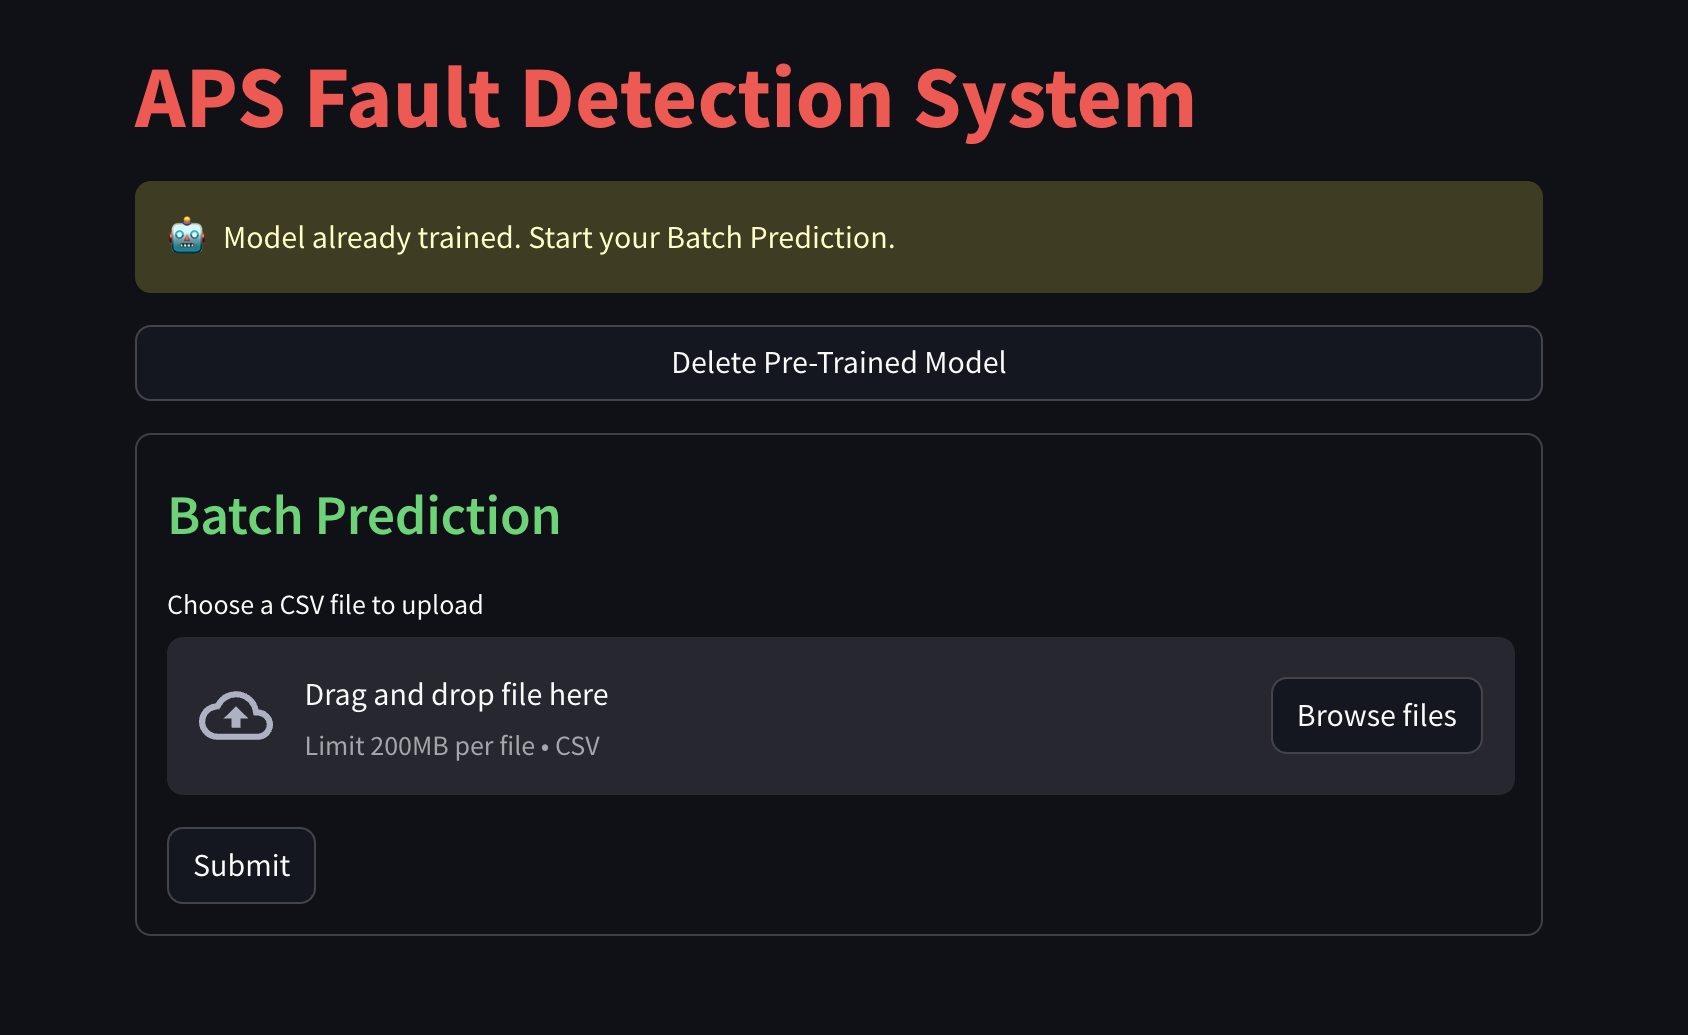 APS Fault Detection System
🤖 Model already trained. Start your Batch Prediction.
Delete Pre-Trained Model
Batch Prediction
Choose a CSV file to upload
Drag and drop file here
Limit 200MB per file • CSV
Browse files
Submit